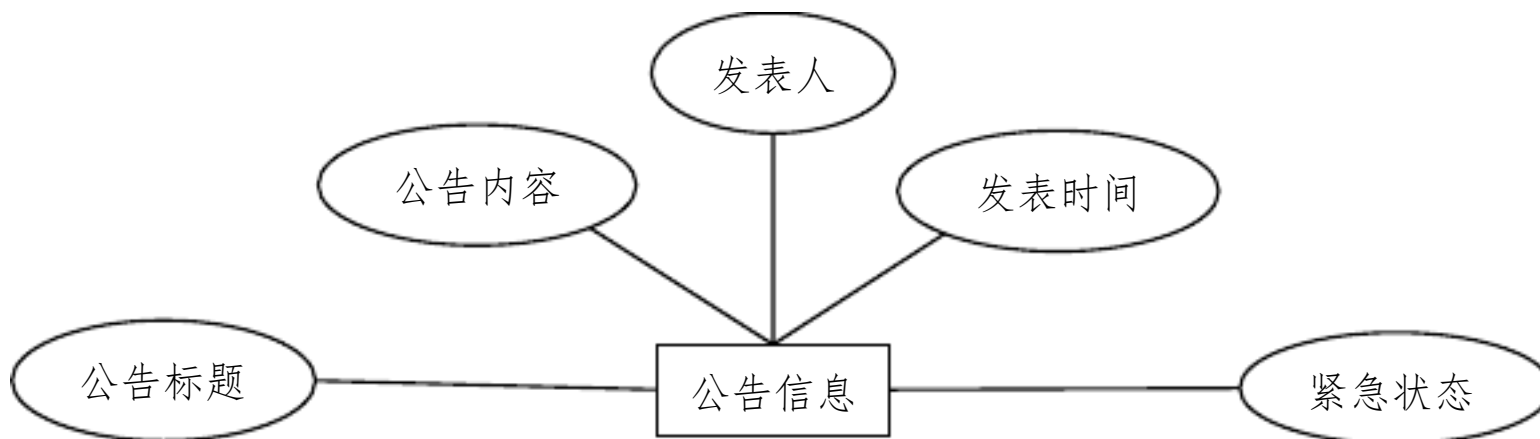 发表人
公告内容
发表时间
公告标题
公告信息
紧急状态